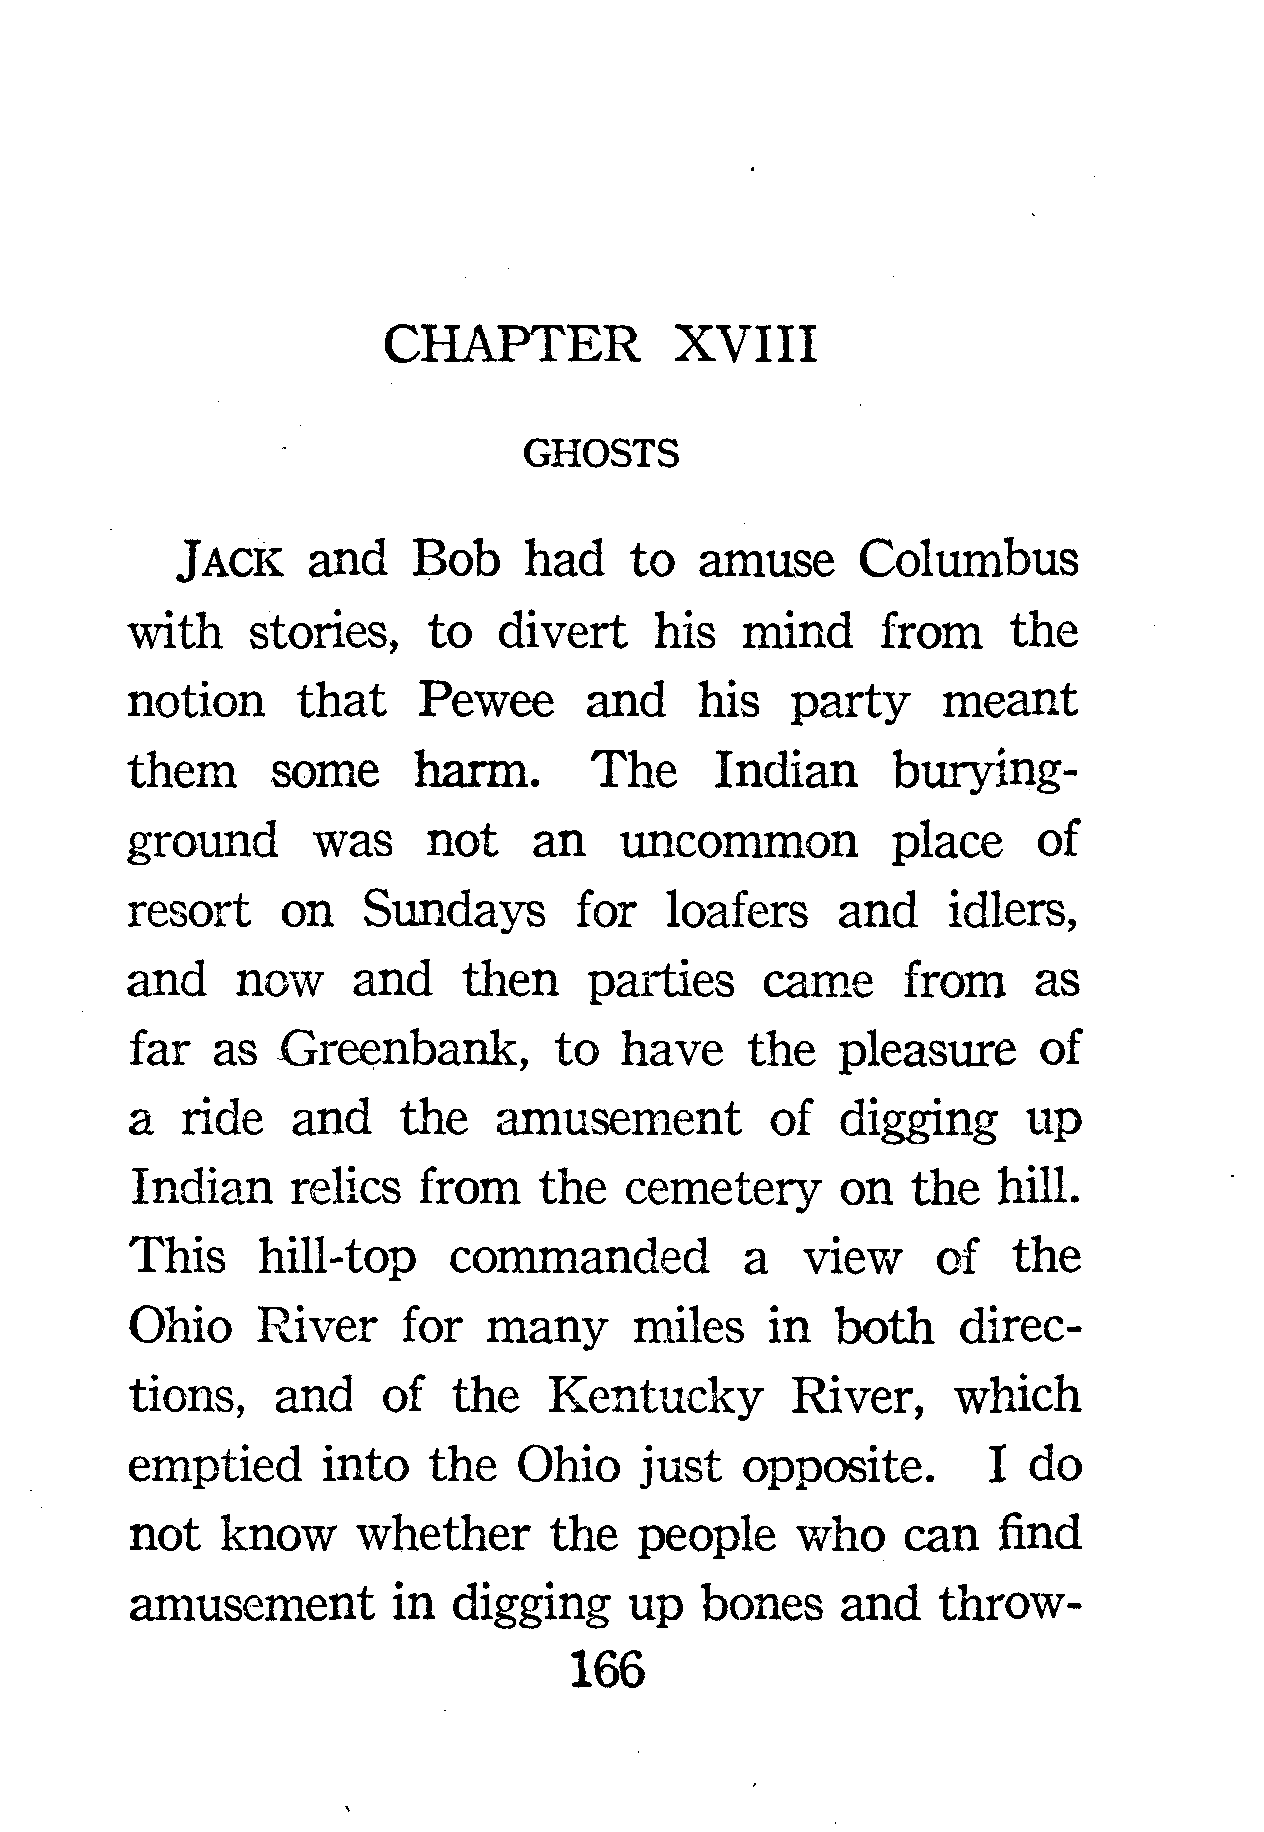 CHAPTER XVIII
GHOSTS
JACK and Bob had to amuse Columbus
with stories, to divert his mind from the
notion that Pewee and his party meant
them some harm. The Indian burying-
ground was not an uncommon place of
resort on Sundays for loafers and idlers,
and now and then parties came from as
far as Greenbank, to have the pleasure of
a ride and the amusement of digging up
Indian relics from the cemetery on the hill.
This hill-top commanded a view of the
Ohio River for many miles in both direc-
tions, and of the Kentucky River, which
emptied into the Ohio just opposite. I do
not know whether the people who can find
amusement in digging up bones and throw-
166